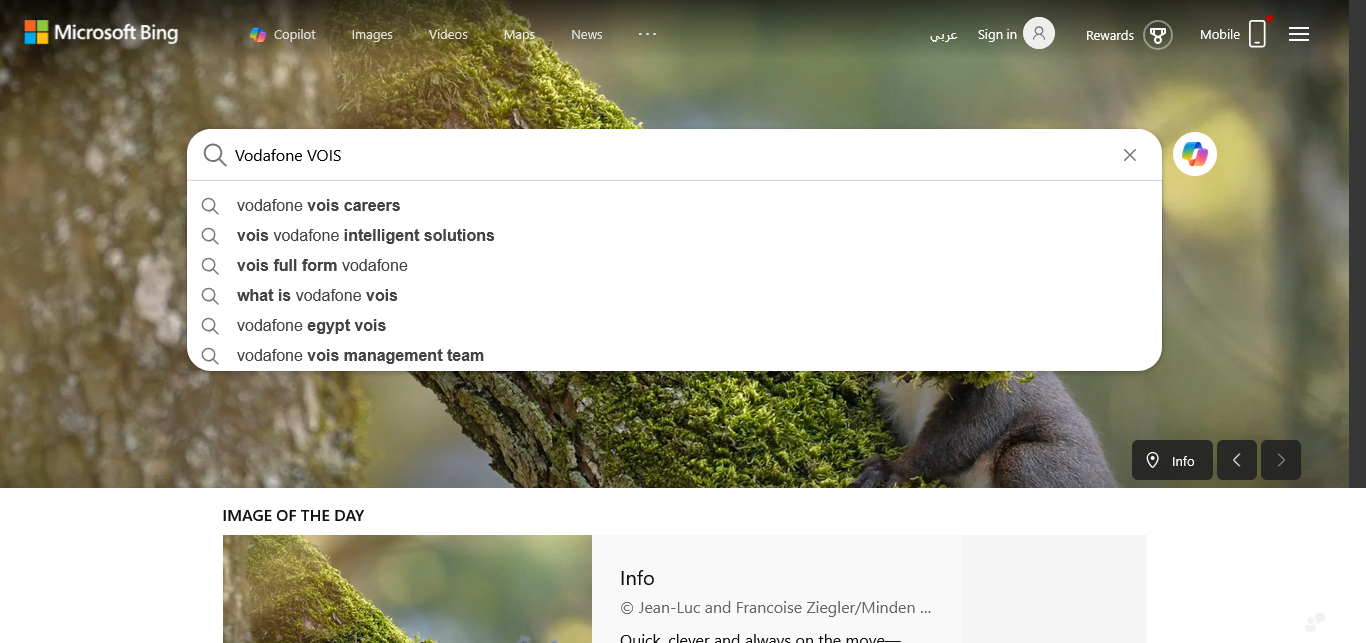 Microsoft Bing
Copilot
Images
Videos
Maps
News
عربي
Sign in
Rewards
Mobile
Vodafone VOIS
vodafone vois careers
vois vodafone intelligent solutions
vois full form vodafone
what is vodafone vois
vodafone egypt vois
vodafone vois management team
Info
IMAGE OF THE DAY
Info
© Jean-Luc and Francoise Ziegler/Minden ...
Quick, clever and always on the move—